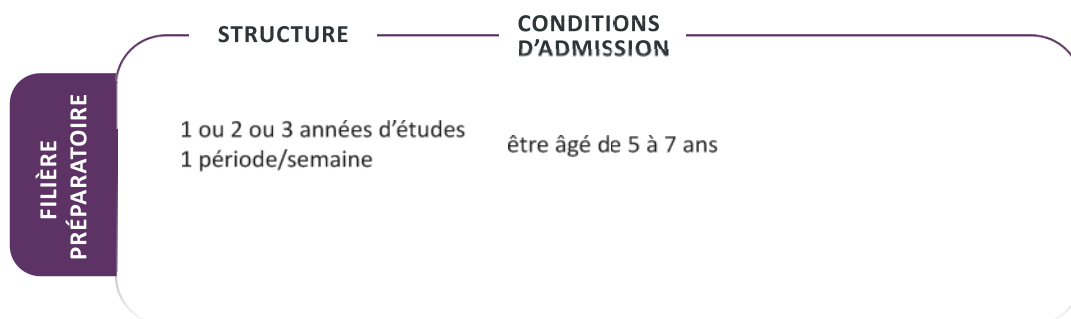 STRUCTURE
CONDITIONS
D'ADMISSION
FILIÈRE
PRÉPARATOIRE
1 ou 2 ou 3 années d'études
1 période/semaine
être âgé de 5 à 7 ans